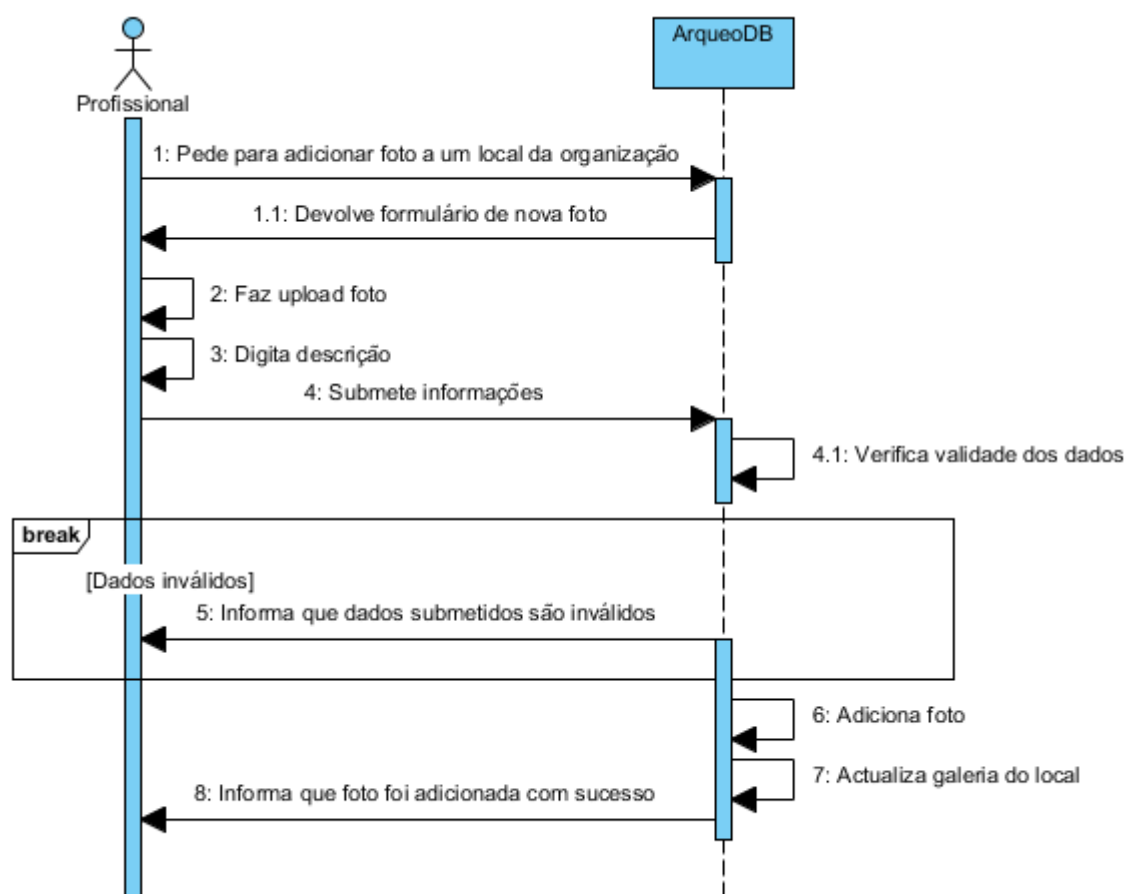 ArqueoDB
Profissional
1: Pede para adicionar foto a um local da organização
1.1: Devolve formulário de nova foto
2: Faz upload foto
3: Digita descrição
4: Submete informações
4.1: Verifica validade dos dados
break
[Dados inválidos]
5: Informa que dados submetidos são inválidos
6: Adiciona foto
7: Actualiza galeria do local
8: Informa que foto foi adicionada com sucesso